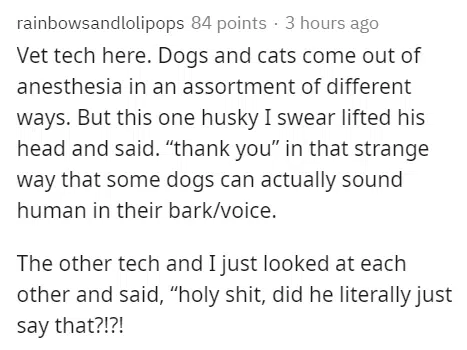 rainbowsandlolipops 84 points · 3 hours ago
Vet tech here. Dogs and cats come out of
anesthesia in an assortment of different
ways. But this one husky I swear lifted his
head and said. “thank you” in that strange
way that some dogs can actually sound
human in their bark/voice.
The other tech and I just looked at each
other and said, “holy shit, did he literally just
say that?!?!